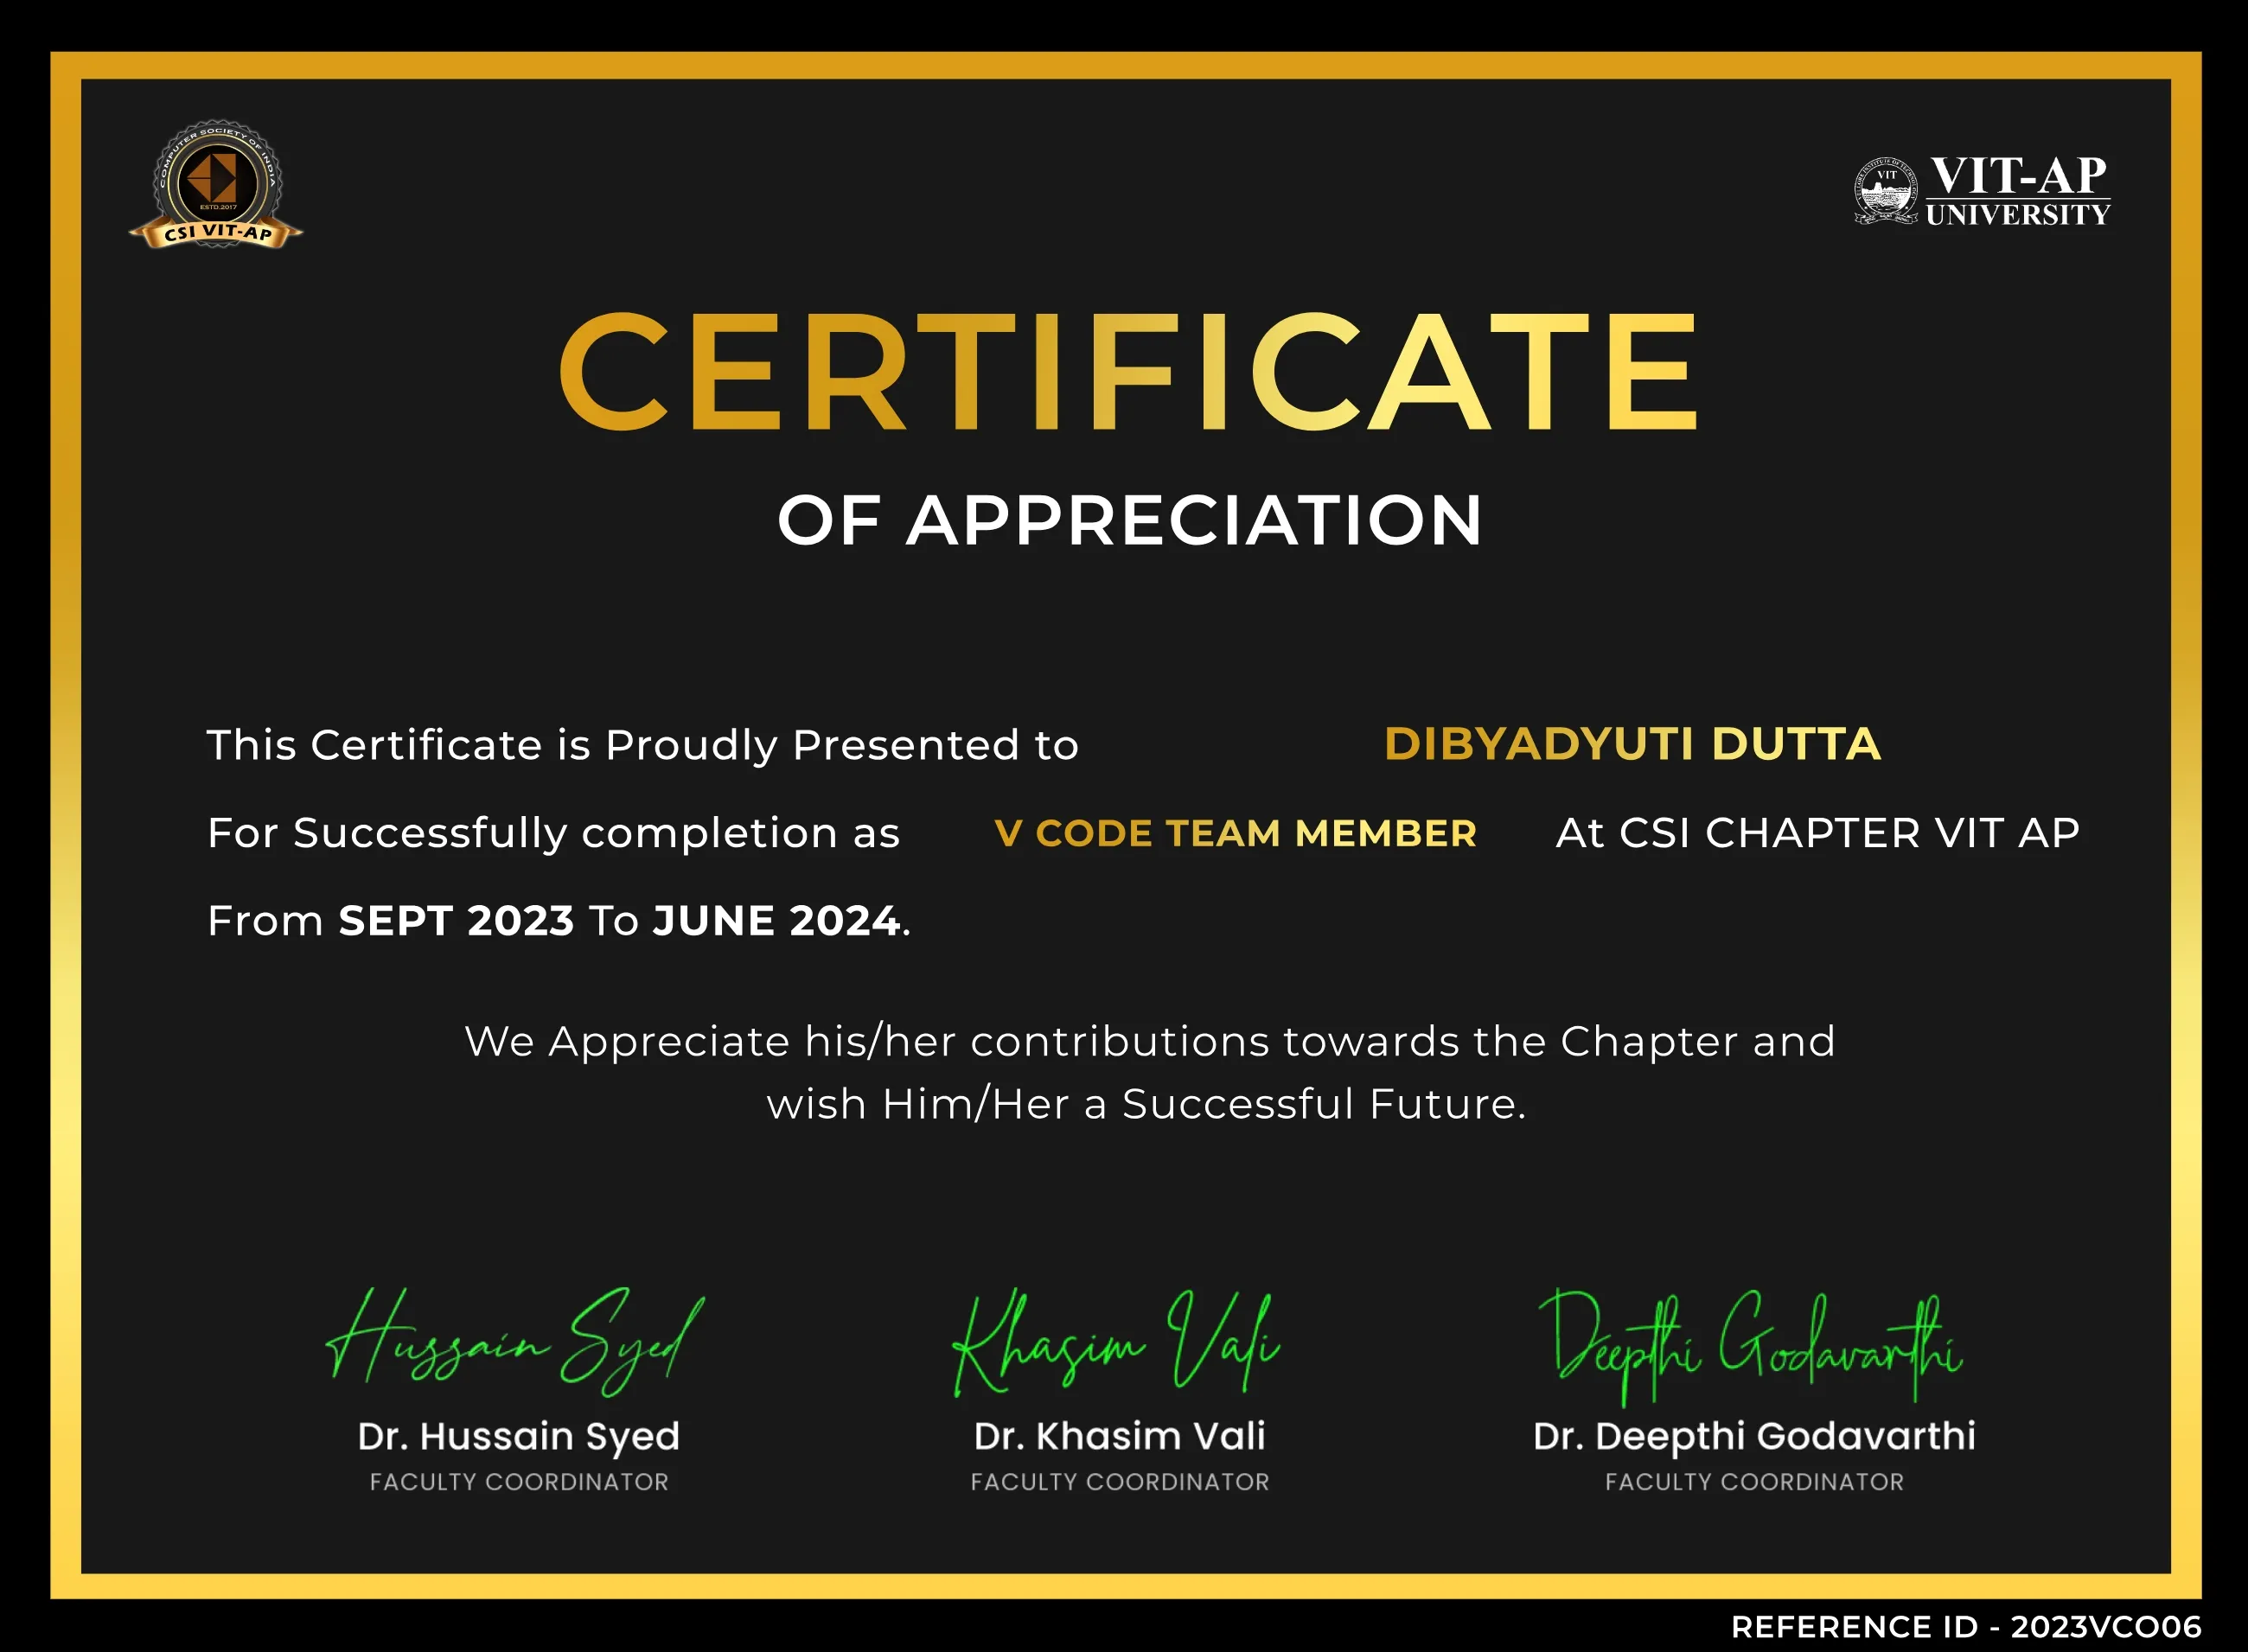 COMPUTER SOCIETY OF INDIA
ESTD.2017
CSI VIT-AP
VIT
VIT-AP
UNIVERSITY
CERTIFICATE
OF APPRECIATION
This Certificate is Proudly Presented to DIBYADYUTI DUTTA
For Successfully completion as V CODE TEAM MEMBER At CSI CHAPTER VIT AP
From SEPT 2023 To JUNE 2024.
We Appreciate his/her contributions towards the Chapter and
wish Him/Her a Successful Future.
Hussain Syed Khasim Vali Deepthi Godavarthi
Dr. Hussain Syed Dr. Khasim Vali Dr. Deepthi Godavarthi
FACULTY COORDINATOR FACULTY COORDINATOR FACULTY COORDINATOR
REFERENCE ID - 2023VCO06